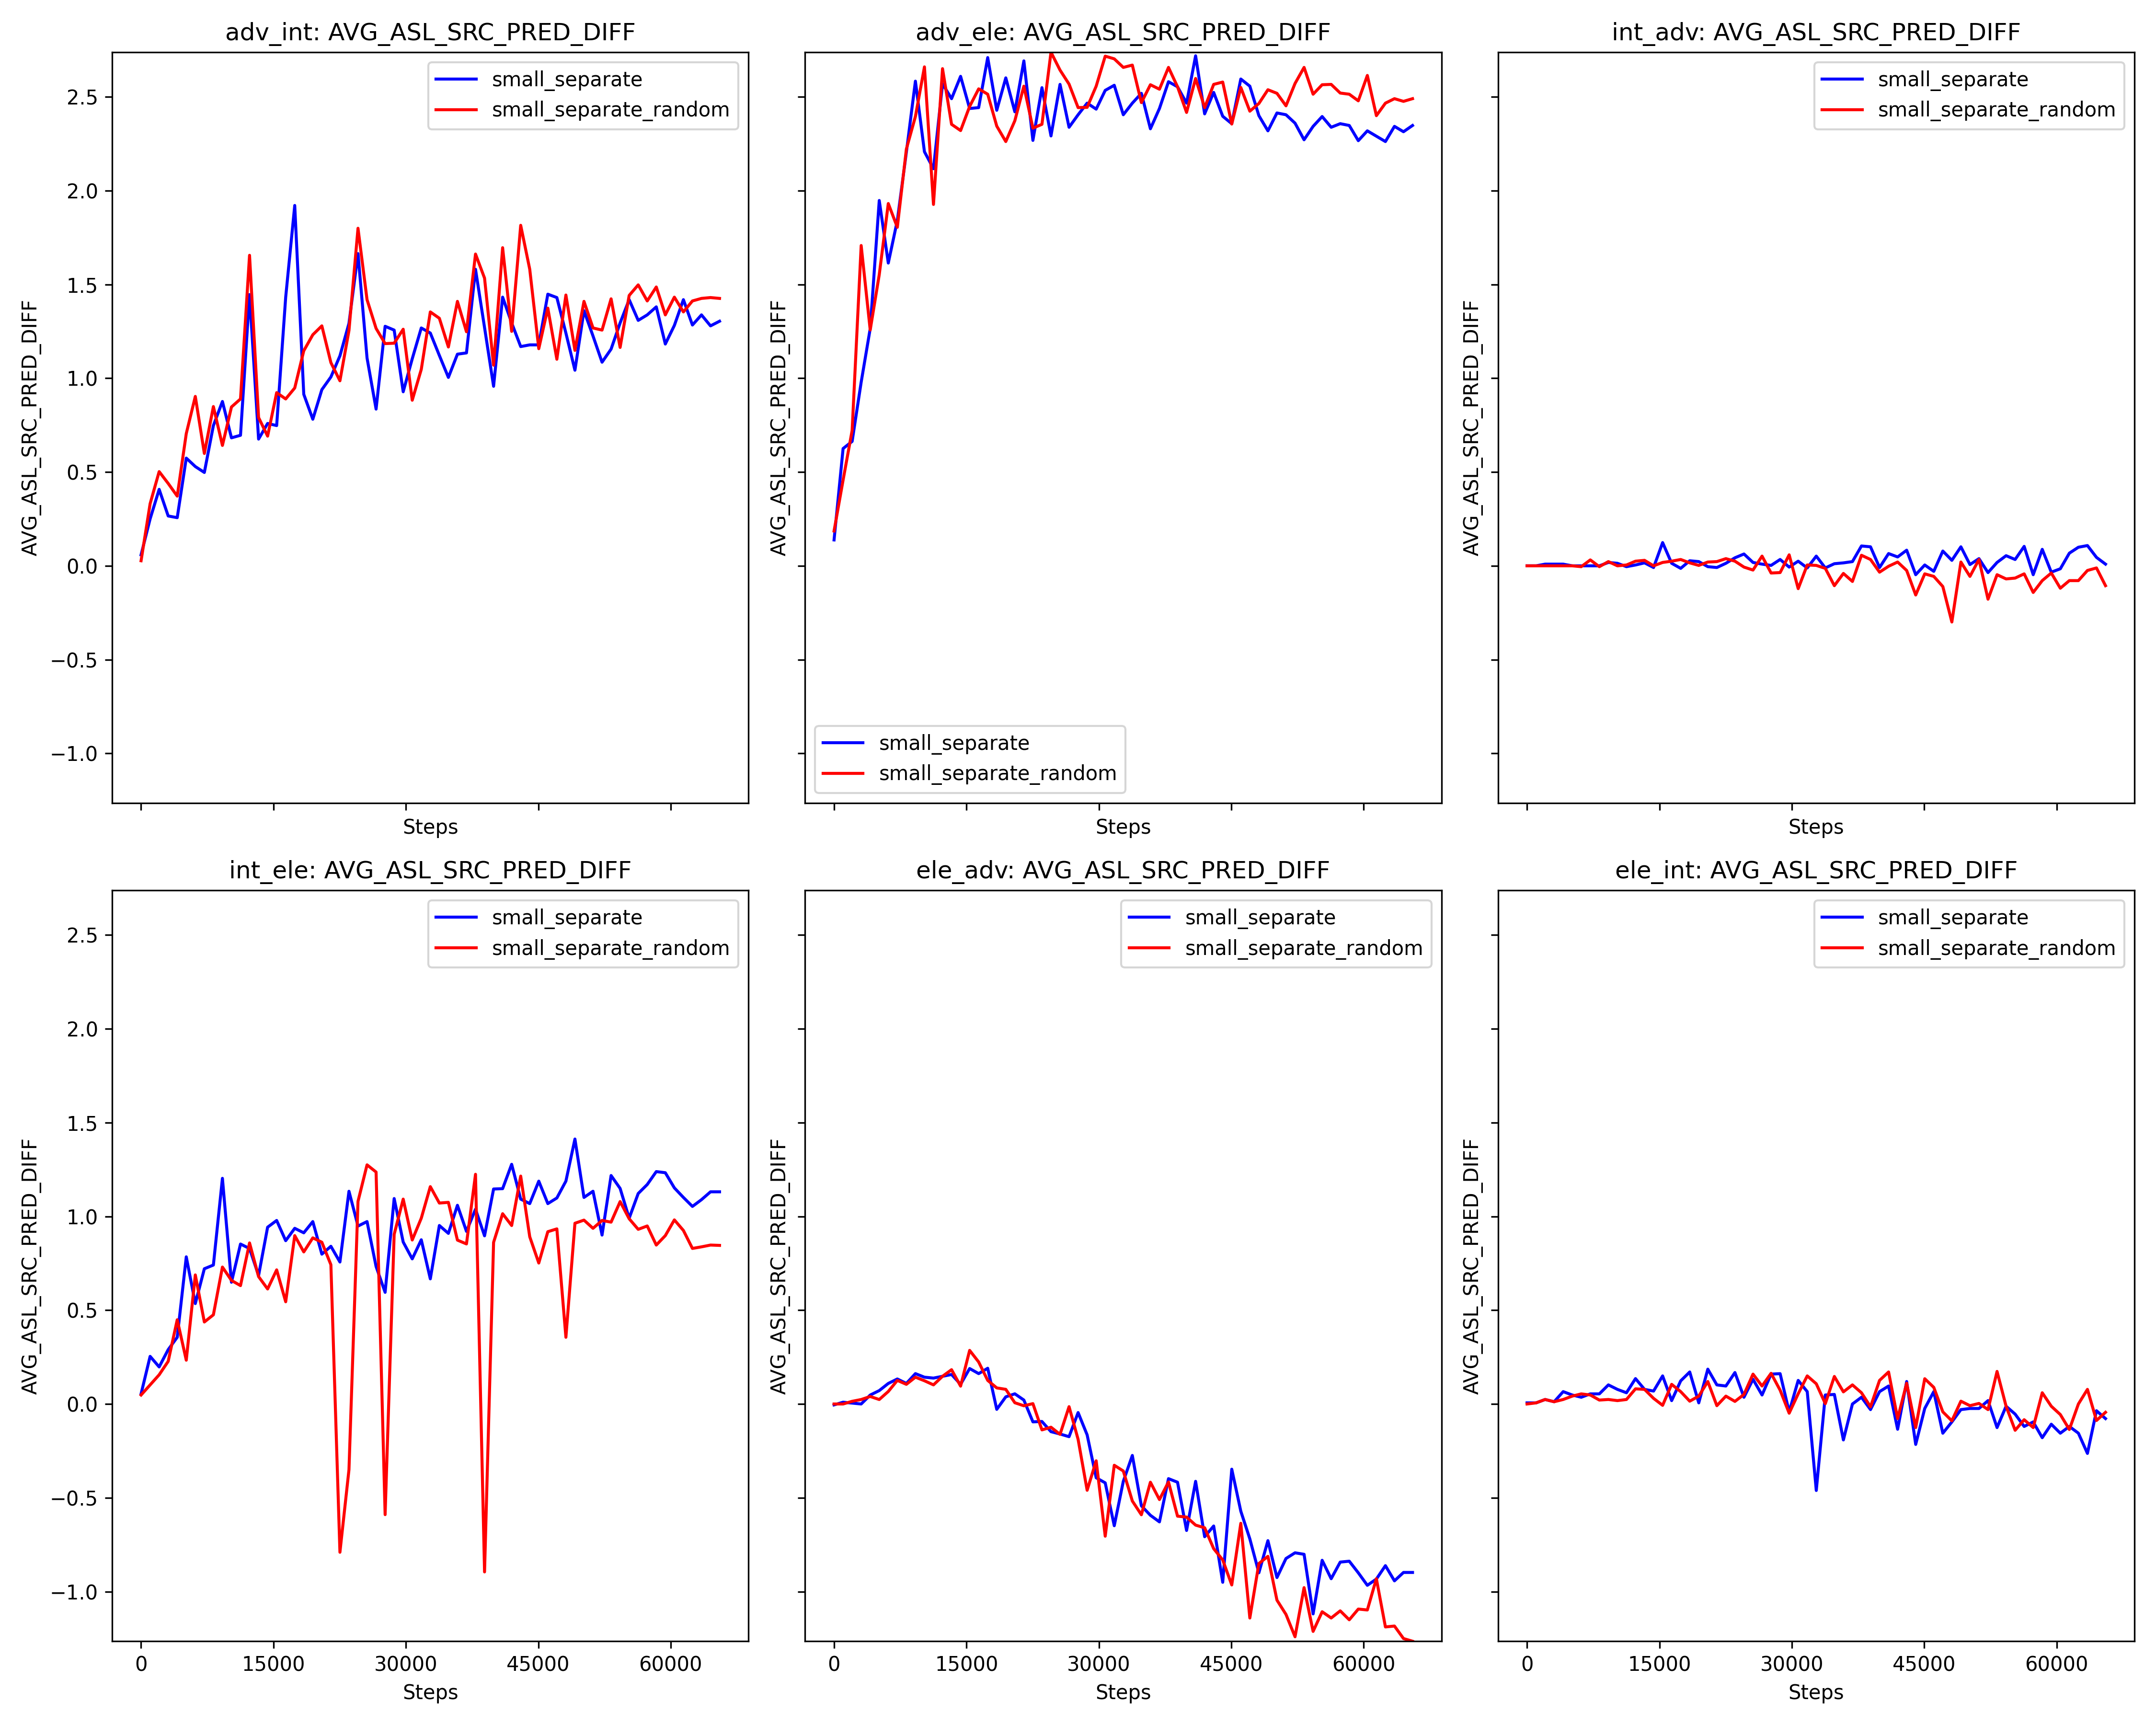 adv_int: AVG_ASL_SRC_PRED_DIFF
adv_ele: AVG_ASL_SRC_PRED_DIFF
int_adv: AVG_ASL_SRC_PRED_DIFF
AVG_ASL_SRC_PRED_DIFF
2.5
2.0
1.5
1.0
0.5
0.0
−0.5
−1.0
small_separate
small_separate_random
Steps
AVG_ASL_SRC_PRED_DIFF
small_separate
small_separate_random
Steps
AVG_ASL_SRC_PRED_DIFF
small_separate
small_separate_random
Steps
int_ele: AVG_ASL_SRC_PRED_DIFF
ele_adv: AVG_ASL_SRC_PRED_DIFF
ele_int: AVG_ASL_SRC_PRED_DIFF
AVG_ASL_SRC_PRED_DIFF
2.5
2.0
1.5
1.0
0.5
0.0
−0.5
−1.0
small_separate
small_separate_random
0 15000 30000 45000 60000
Steps
AVG_ASL_SRC_PRED_DIFF
small_separate
small_separate_random
0 15000 30000 45000 60000
Steps
AVG_ASL_SRC_PRED_DIFF
small_separate
small_separate_random
0 15000 30000 45000 60000
Steps